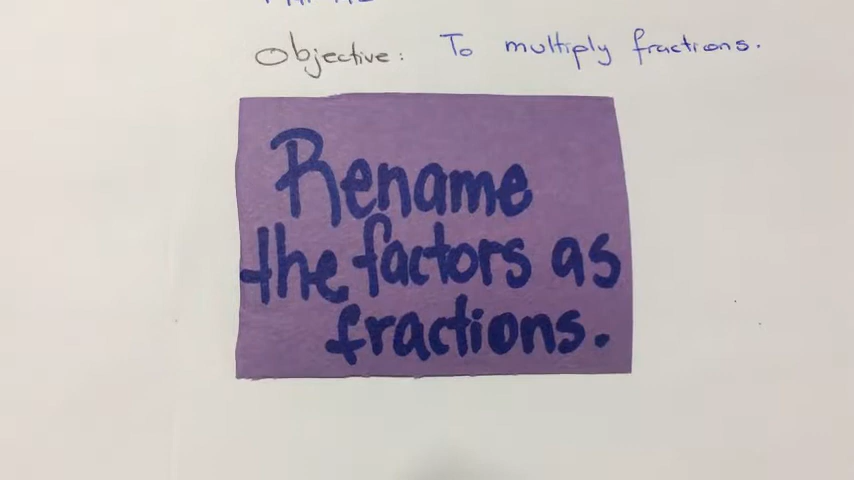 Objective: To multiply fractions.
Rename
the factors as
fractions.